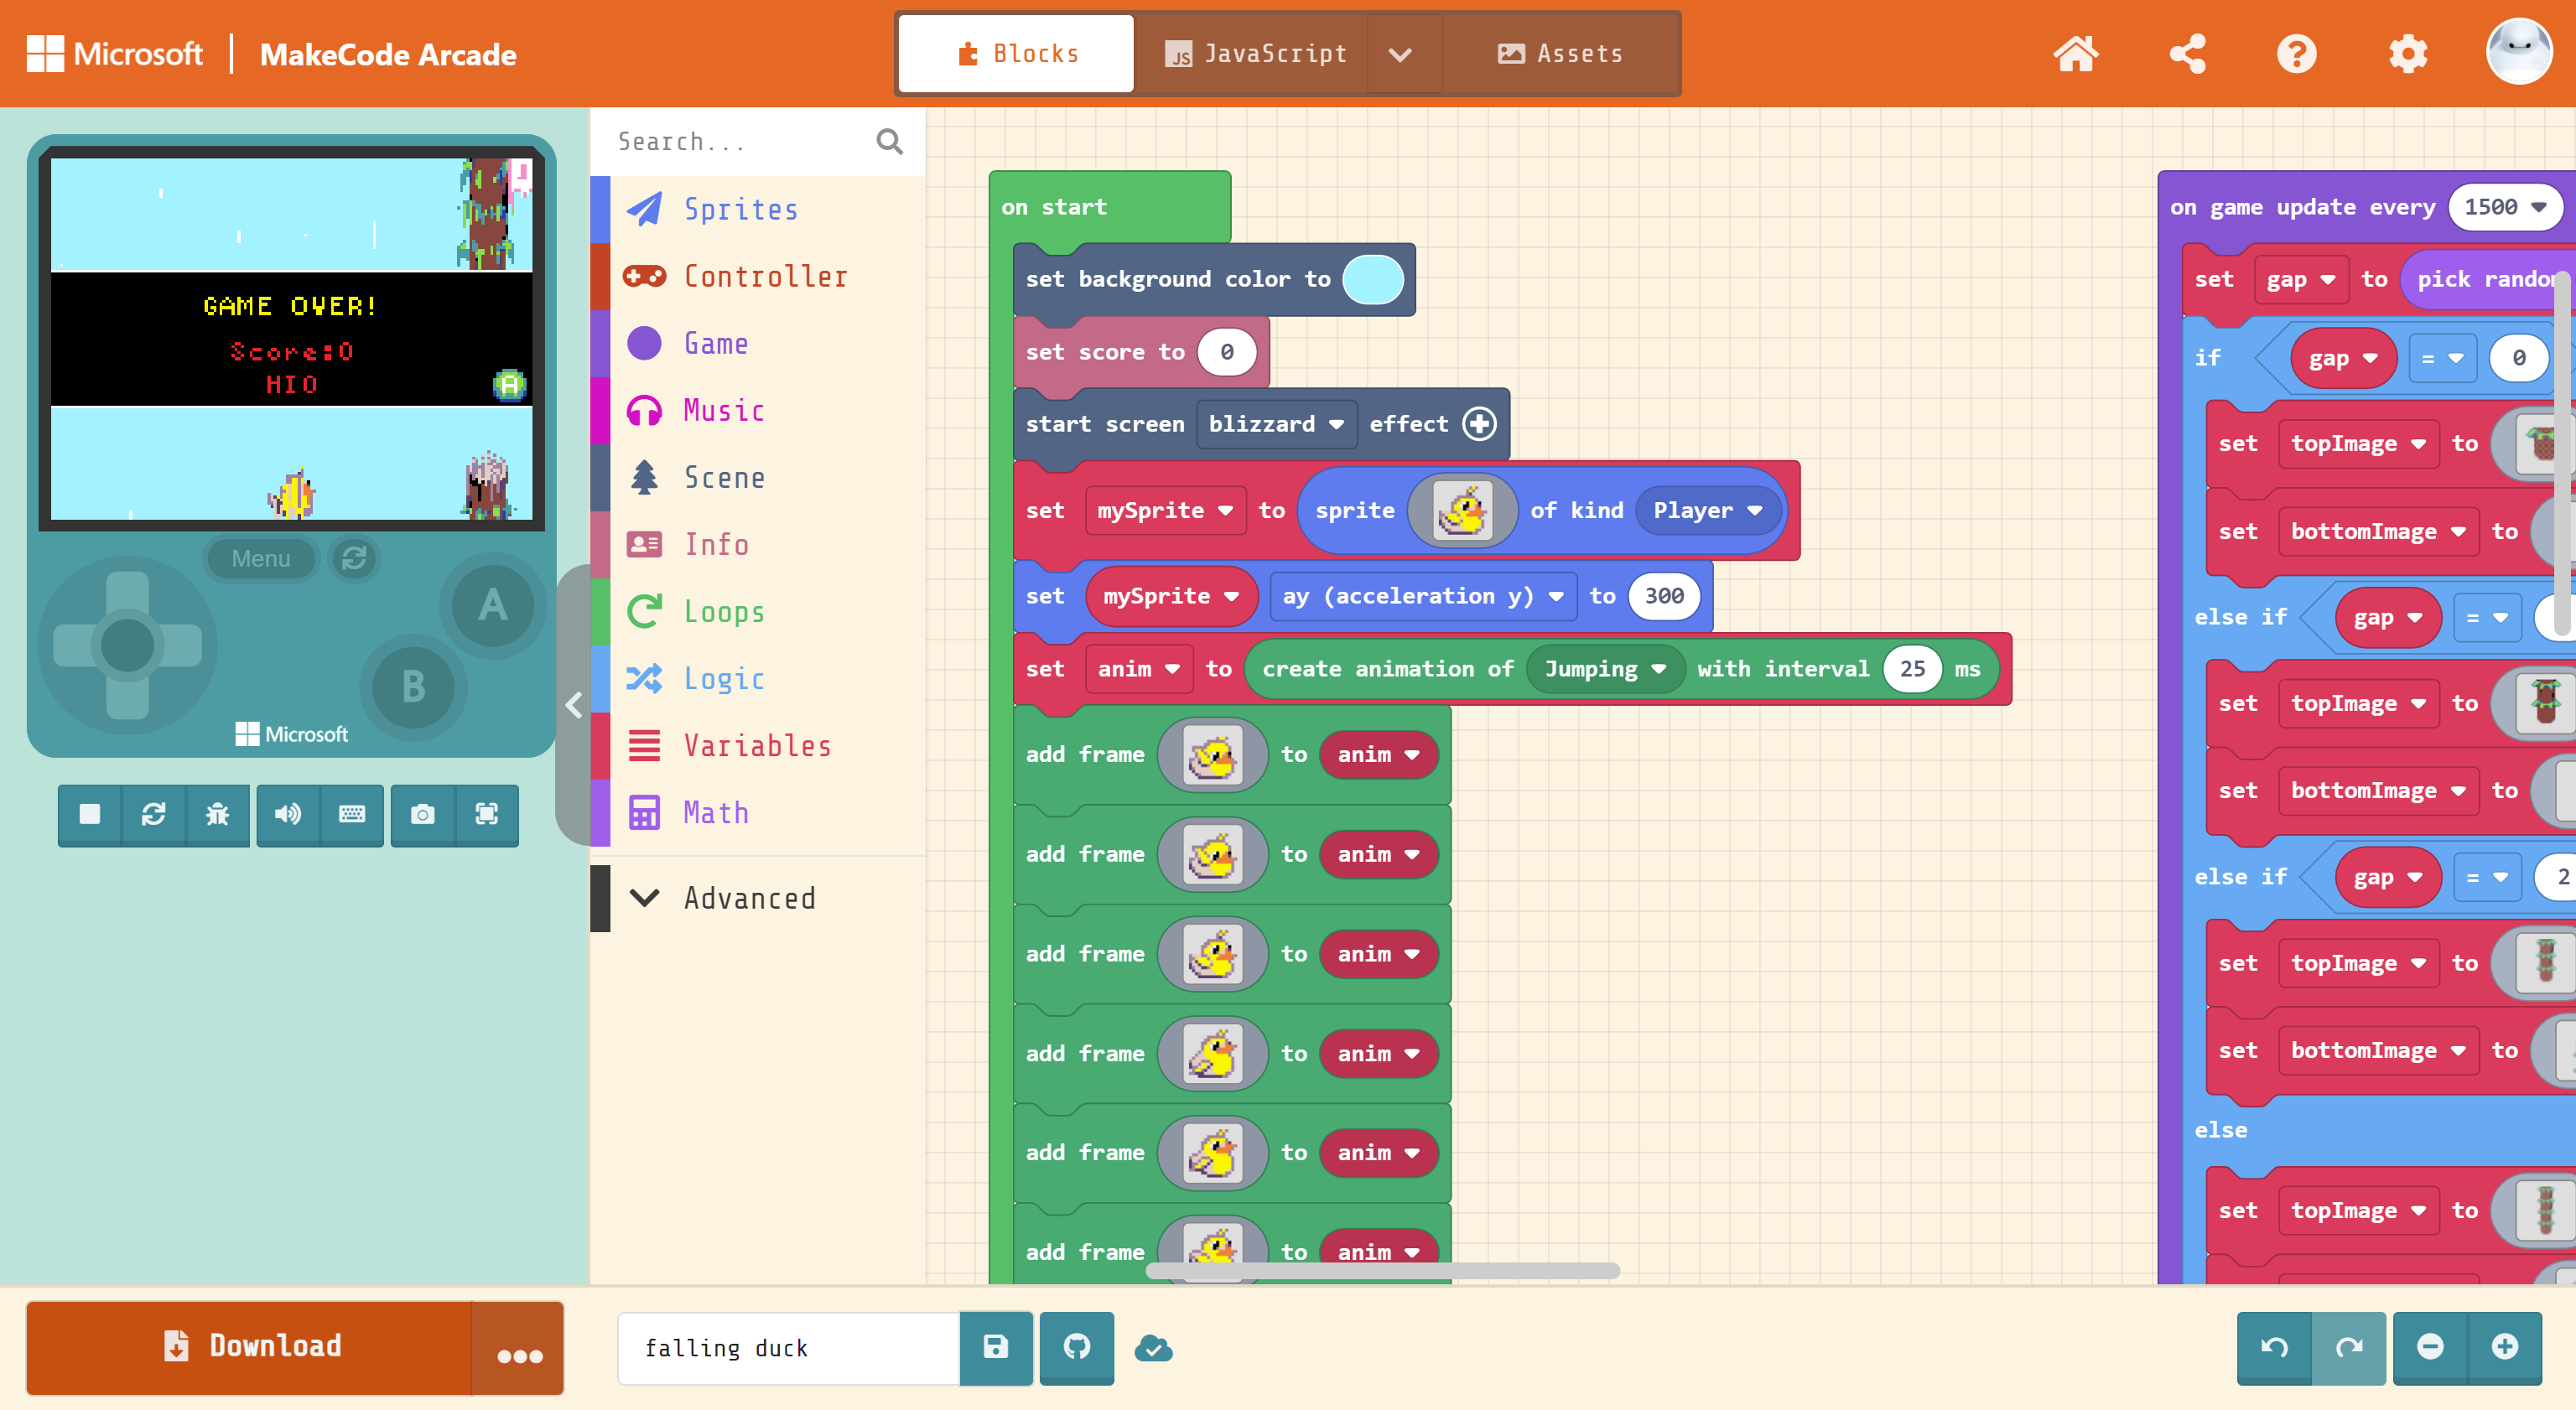 Microsoft | MakeCode Arcade
Blocks
JavaScript
Assets
GAME OVER!
Score:0
HI0
A
Menu
A
B
Microsoft
Search...
Sprites
Controller
Game
Music
Scene
Info
Loops
Logic
Variables
Math
Advanced
on start
set background color to
set score to 0
start screen blizzard effect
set mySprite to sprite of kind Player
set mySprite ay (acceleration y) to 300
set anim to create animation of Jumping with interval 25 ms
add frame to anim
add frame to anim
add frame to anim
add frame to anim
add frame to anim
add frame to anim
on game update every 1500
set gap to pick random
if gap = 0
set topImage to
set bottomImage to
else if gap =
set topImage to
set bottomImage to
else if gap = 2
set topImage to
set bottomImage to
else
set topImage to
Download
falling duck